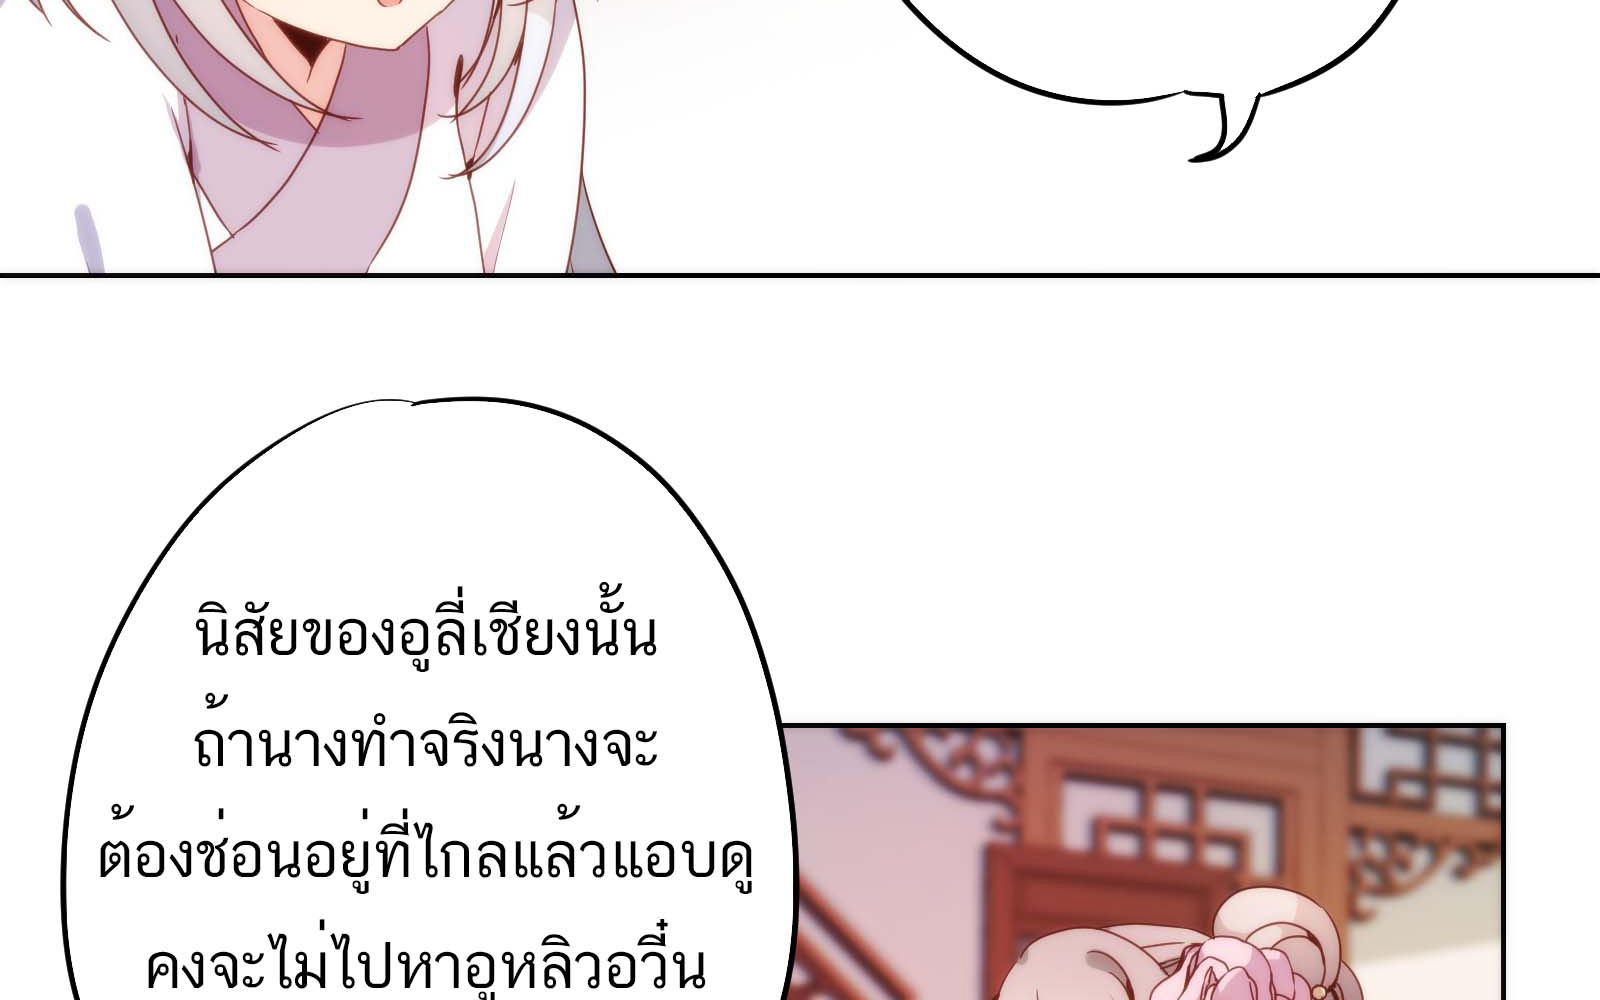 นิสัยของอูลี่เชียงนั้น
ถ้านางทำจริงนางจะ
ต้องซ่อนอยู่ที่ไกลแล้วแอบดู
คงจะไม่ไปหาอูหลิวอวี๋น